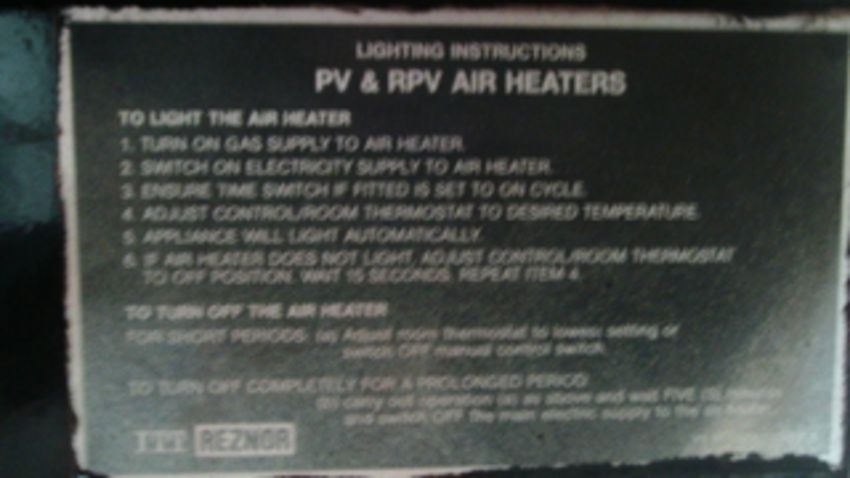 LIGHTING INSTRUCTIONS
PV & RPV AIR HEATERS
TO LIGHT THE AIR HEATER
1. TURN ON GAS SUPPLY TO AIR HEATER.
2. SWITCH ON ELECTRICITY SUPPLY TO AIR HEATER.
3. ENSURE TIME SWITCH IF FITTED IS SET TO ON CYCLE.
4. ADJUST CONTROL/ROOM THERMOSTAT TO DESIRED TEMPERATURE.
5. APPLIANCE WILL LIGHT AUTOMATICALLY.
6. IF AIR HEATER DOES NOT LIGHT, ADJUST CONTROL/ROOM THERMOSTAT
TO OFF POSITION. WAIT 15 SECONDS. REPEAT ITEM 4.
TO TURN OFF THE AIR HEATER
FOR SHORT PERIODS: (a) Adjust room thermostat to lowest setting or
switch OFF manual control switch.
TO TURN OFF COMPLETELY FOR A PROLONGED PERIOD
(b) carry out operation (a) as above and wait FIVE (5) minutes
and switch OFF the main electric supply to the air heater.
REZNOR